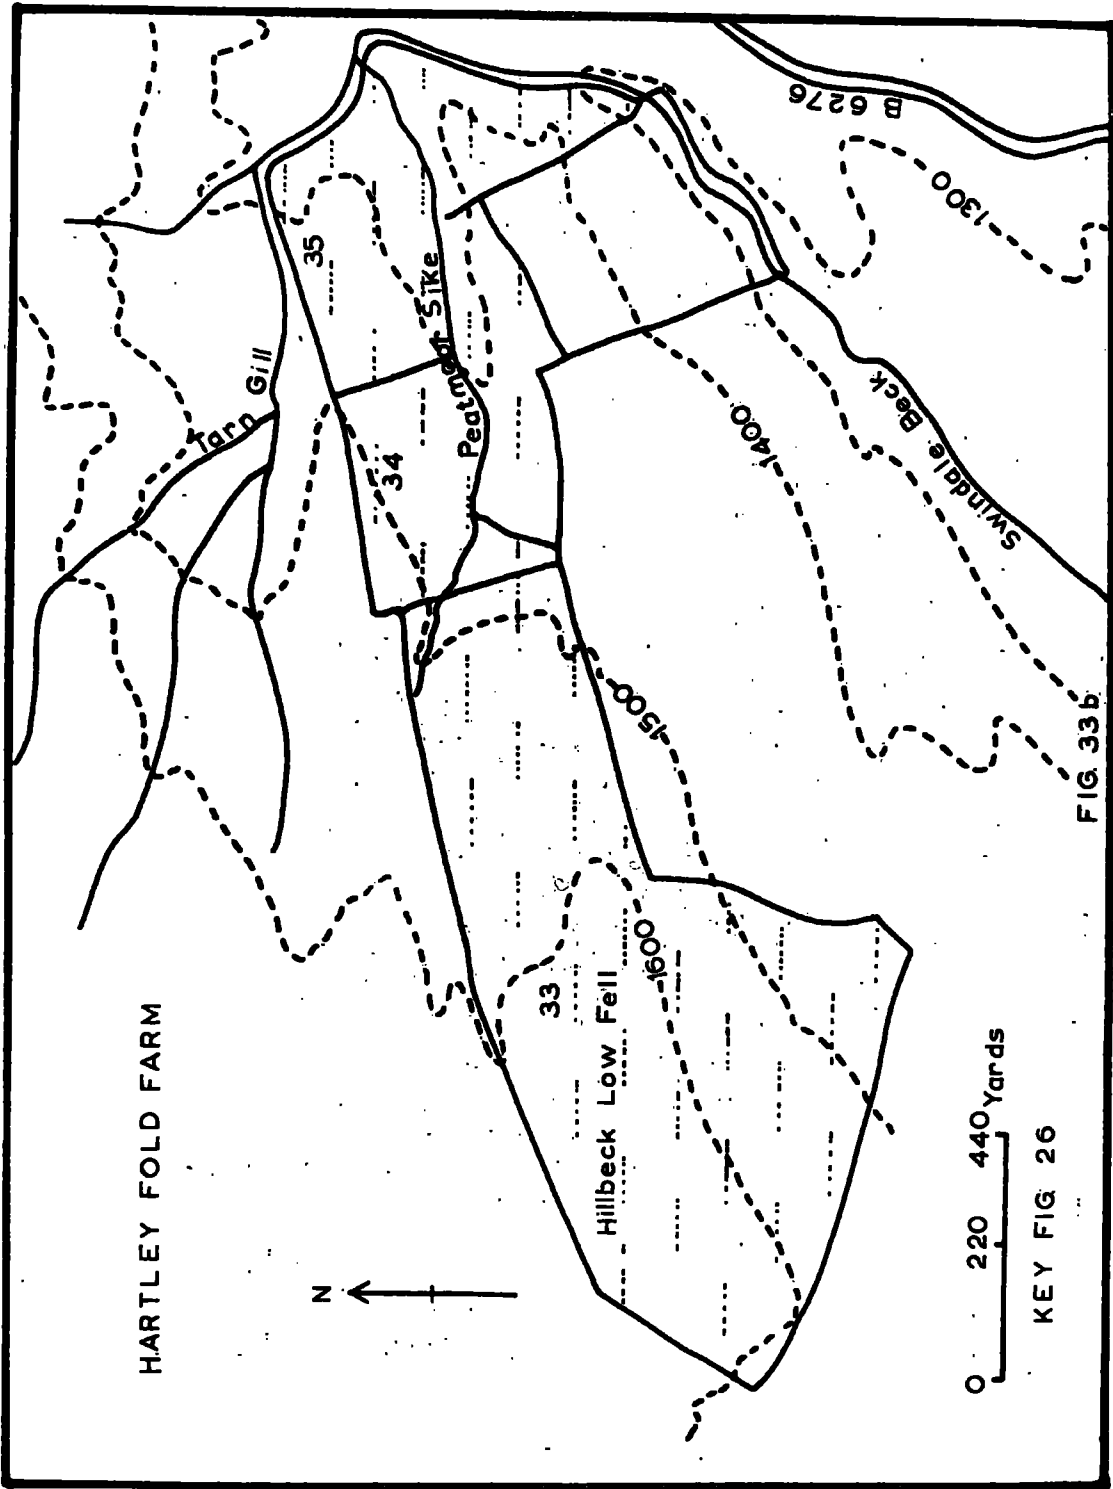 HARTLEY FOLD FARM
N
Tarn Gill
35
34
Peatmoor Sike
B 6276
1300
1400
Swindale Beck
1500
33
Hillbeck Low Fell
1600
0 220 440 Yards
KEY FIG 26
FIG 33b